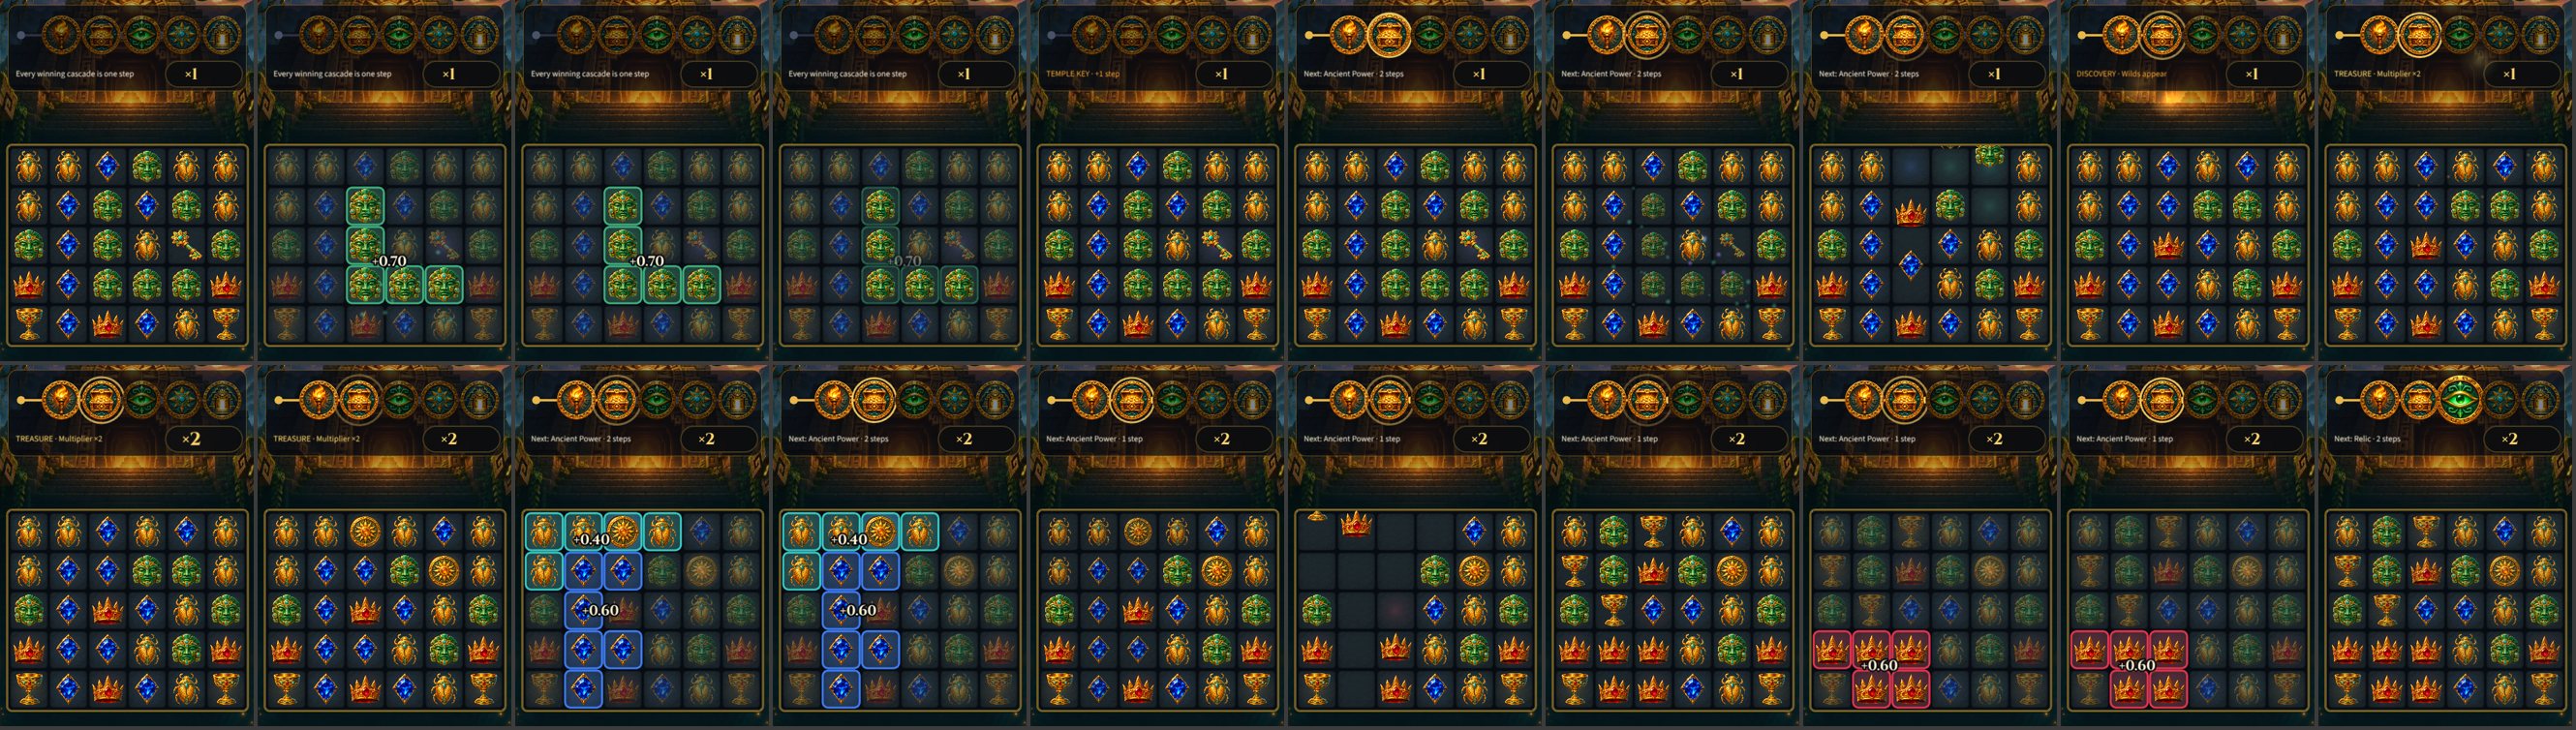 Every winning cascade is one step ×1
Every winning cascade is one step ×1
+0.70
Every winning cascade is one step ×1
+0.70
Every winning cascade is one step ×1
+0.70
TEMPLE KEY · +1 step ×1
Next: Ancient Power · 2 steps ×1
Next: Ancient Power · 2 steps ×1
Next: Ancient Power · 2 steps ×1
DISCOVERY · Wilds appear ×1
TREASURE · Multiplier ×2 ×1
TREASURE · Multiplier ×2 ×2
TREASURE · Multiplier ×2 ×2
Next: Ancient Power · 2 steps ×2
+0.40
+0.60
Next: Ancient Power · 2 steps ×2
+0.40
+0.60
Next: Ancient Power · 1 step ×2
Next: Ancient Power · 1 step ×2
Next: Ancient Power · 1 step ×2
Next: Ancient Power · 1 step ×2
+0.60
Next: Ancient Power · 1 step ×2
+0.60
Next: Relic · 2 steps ×2